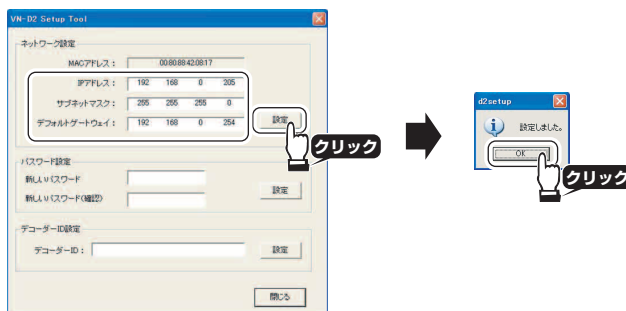 VN-D2 Setup Tool
ネットワーク設定
MACアドレス： 00:80:88:42:08:17
IPアドレス： 192 168 0 205
サブネットマスク： 255 255 255 0
デフォルトゲートウェイ： 192 168 0 254
設定
クリック
パスワード設定
新しいパスワード
新しいパスワード(確認)
設定
デコーダーID設定
デコーダーID：
設定
閉じる
d2setup
設定しました。
OK
クリック